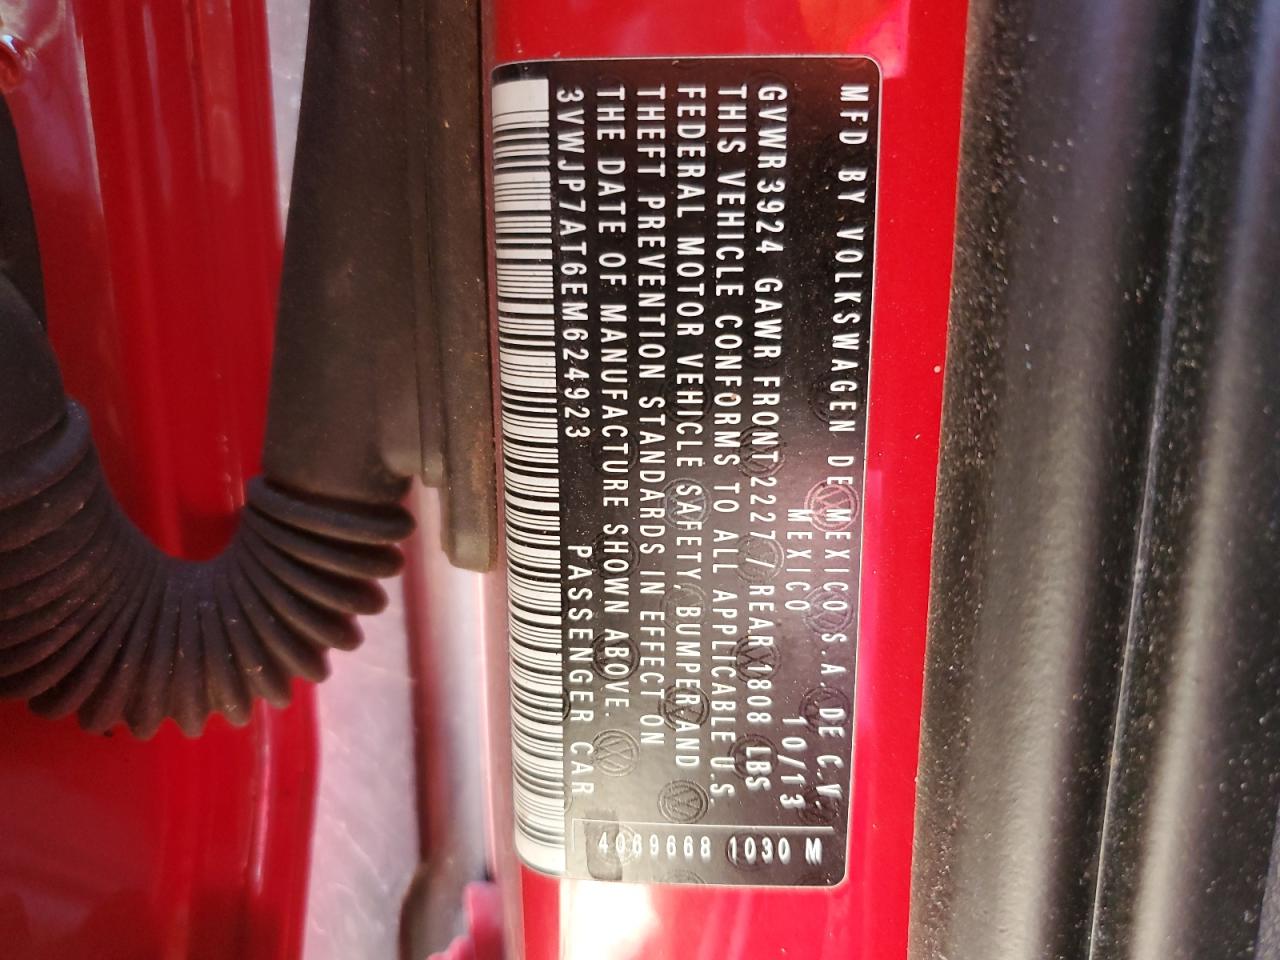 MFD BY VOLKSWAGEN DE MEXICO S.A. DE C.V.
MEXICO 10/13
GVWR 3924 GAWR FRONT 2227 / REAR 1808 LBS
THIS VEHICLE CONFORMS TO ALL APPLICABLE U.S.
FEDERAL MOTOR VEHICLE SAFETY, BUMPER AND
THEFT PREVENTION STANDARDS IN EFFECT ON
THE DATE OF MANUFACTURE SHOWN ABOVE.
3VWJP7AT6EM624923 PASSENGER CAR
4069668 1030 M